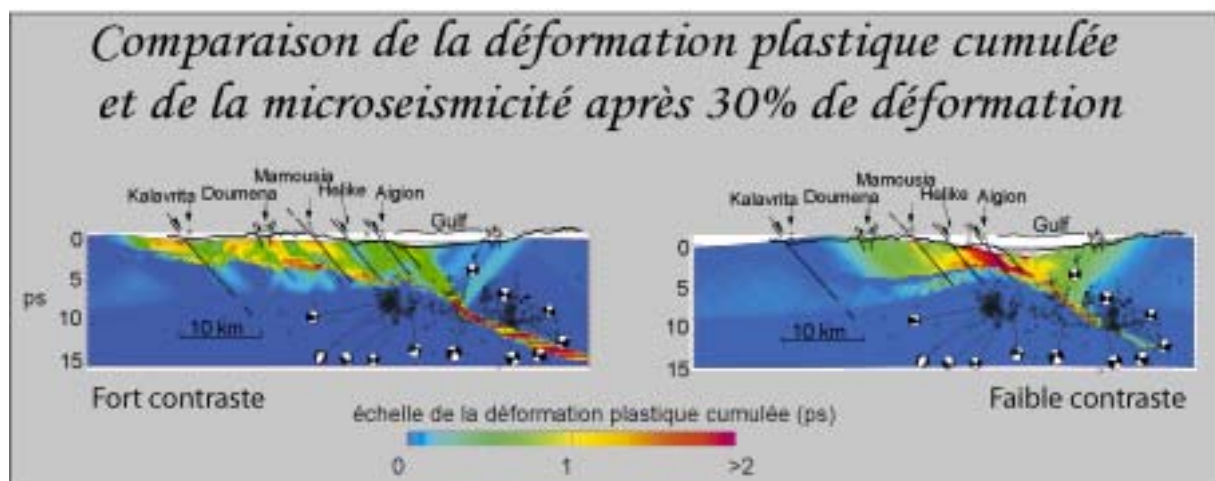 Comparaison de la déformation plastique cumulée
et de la microseismicité après 30% de déformation
Mamousia
Kalavrita Doumena Helike Aigion
Gulf
0
5
ps
10
15
10 km
Fort contraste
Mamousia
Kalavrita Doumena Helike Aigion
Gulf
0
5
10
15
10 km
Faible contraste
échelle de la déformation plastique cumulée (ps)
0 1 >2